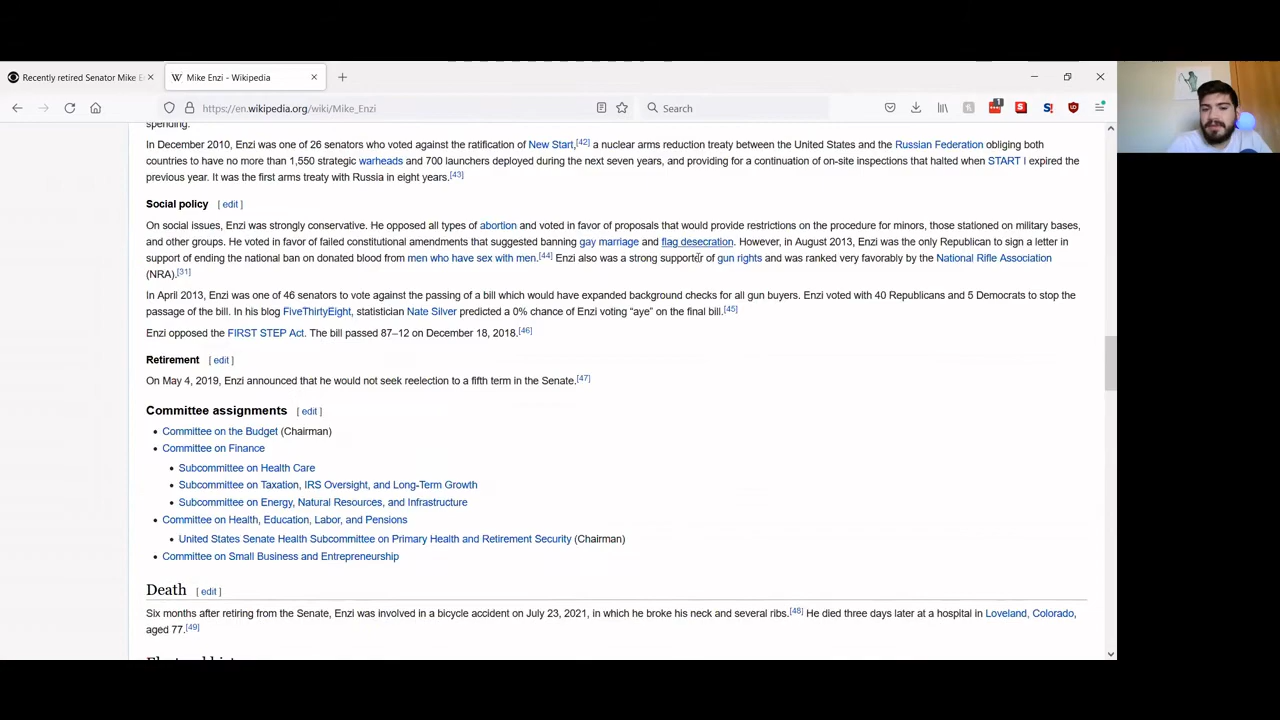 Recently retired Senator Mike E
Mike Enzi - Wikipedia
https://en.wikipedia.org/wiki/Mike_Enzi
Search
spending.
In December 2010, Enzi was one of 26 senators who voted against the ratification of New Start,[42] a nuclear arms reduction treaty between the United States and the Russian Federation obliging both
countries to have no more than 1,550 strategic warheads and 700 launchers deployed during the next seven years, and providing for a continuation of on-site inspections that halted when START I expired the
previous year. It was the first arms treaty with Russia in eight years.[43]
Social policy [ edit ]
On social issues, Enzi was strongly conservative. He opposed all types of abortion and voted in favor of proposals that would provide restrictions on the procedure for minors, those stationed on military bases,
and other groups. He voted in favor of failed constitutional amendments that suggested banning gay marriage and flag desecration. However, in August 2013, Enzi was the only Republican to sign a letter in
support of ending the national ban on donated blood from men who have sex with men.[44] Enzi also was a strong supporter of gun rights and was ranked very favorably by the National Rifle Association
(NRA).[31]
In April 2013, Enzi was one of 46 senators to vote against the passing of a bill which would have expanded background checks for all gun buyers. Enzi voted with 40 Republicans and 5 Democrats to stop the
passage of the bill. In his blog FiveThirtyEight, statistician Nate Silver predicted a 0% chance of Enzi voting “aye” on the final bill.[45]
Enzi opposed the FIRST STEP Act. The bill passed 87–12 on December 18, 2018.[46]
Retirement [ edit ]
On May 4, 2019, Enzi announced that he would not seek reelection to a fifth term in the Senate.[47]
Committee assignments [ edit ]
• Committee on the Budget (Chairman)
• Committee on Finance
• Subcommittee on Health Care
• Subcommittee on Taxation, IRS Oversight, and Long-Term Growth
• Subcommittee on Energy, Natural Resources, and Infrastructure
• Committee on Health, Education, Labor, and Pensions
• United States Senate Health Subcommittee on Primary Health and Retirement Security (Chairman)
• Committee on Small Business and Entrepreneurship
Death [ edit ]
Six months after retiring from the Senate, Enzi was involved in a bicycle accident on July 23, 2021, in which he broke his neck and several ribs.[48] He died three days later at a hospital in Loveland, Colorado,
aged 77.[49]